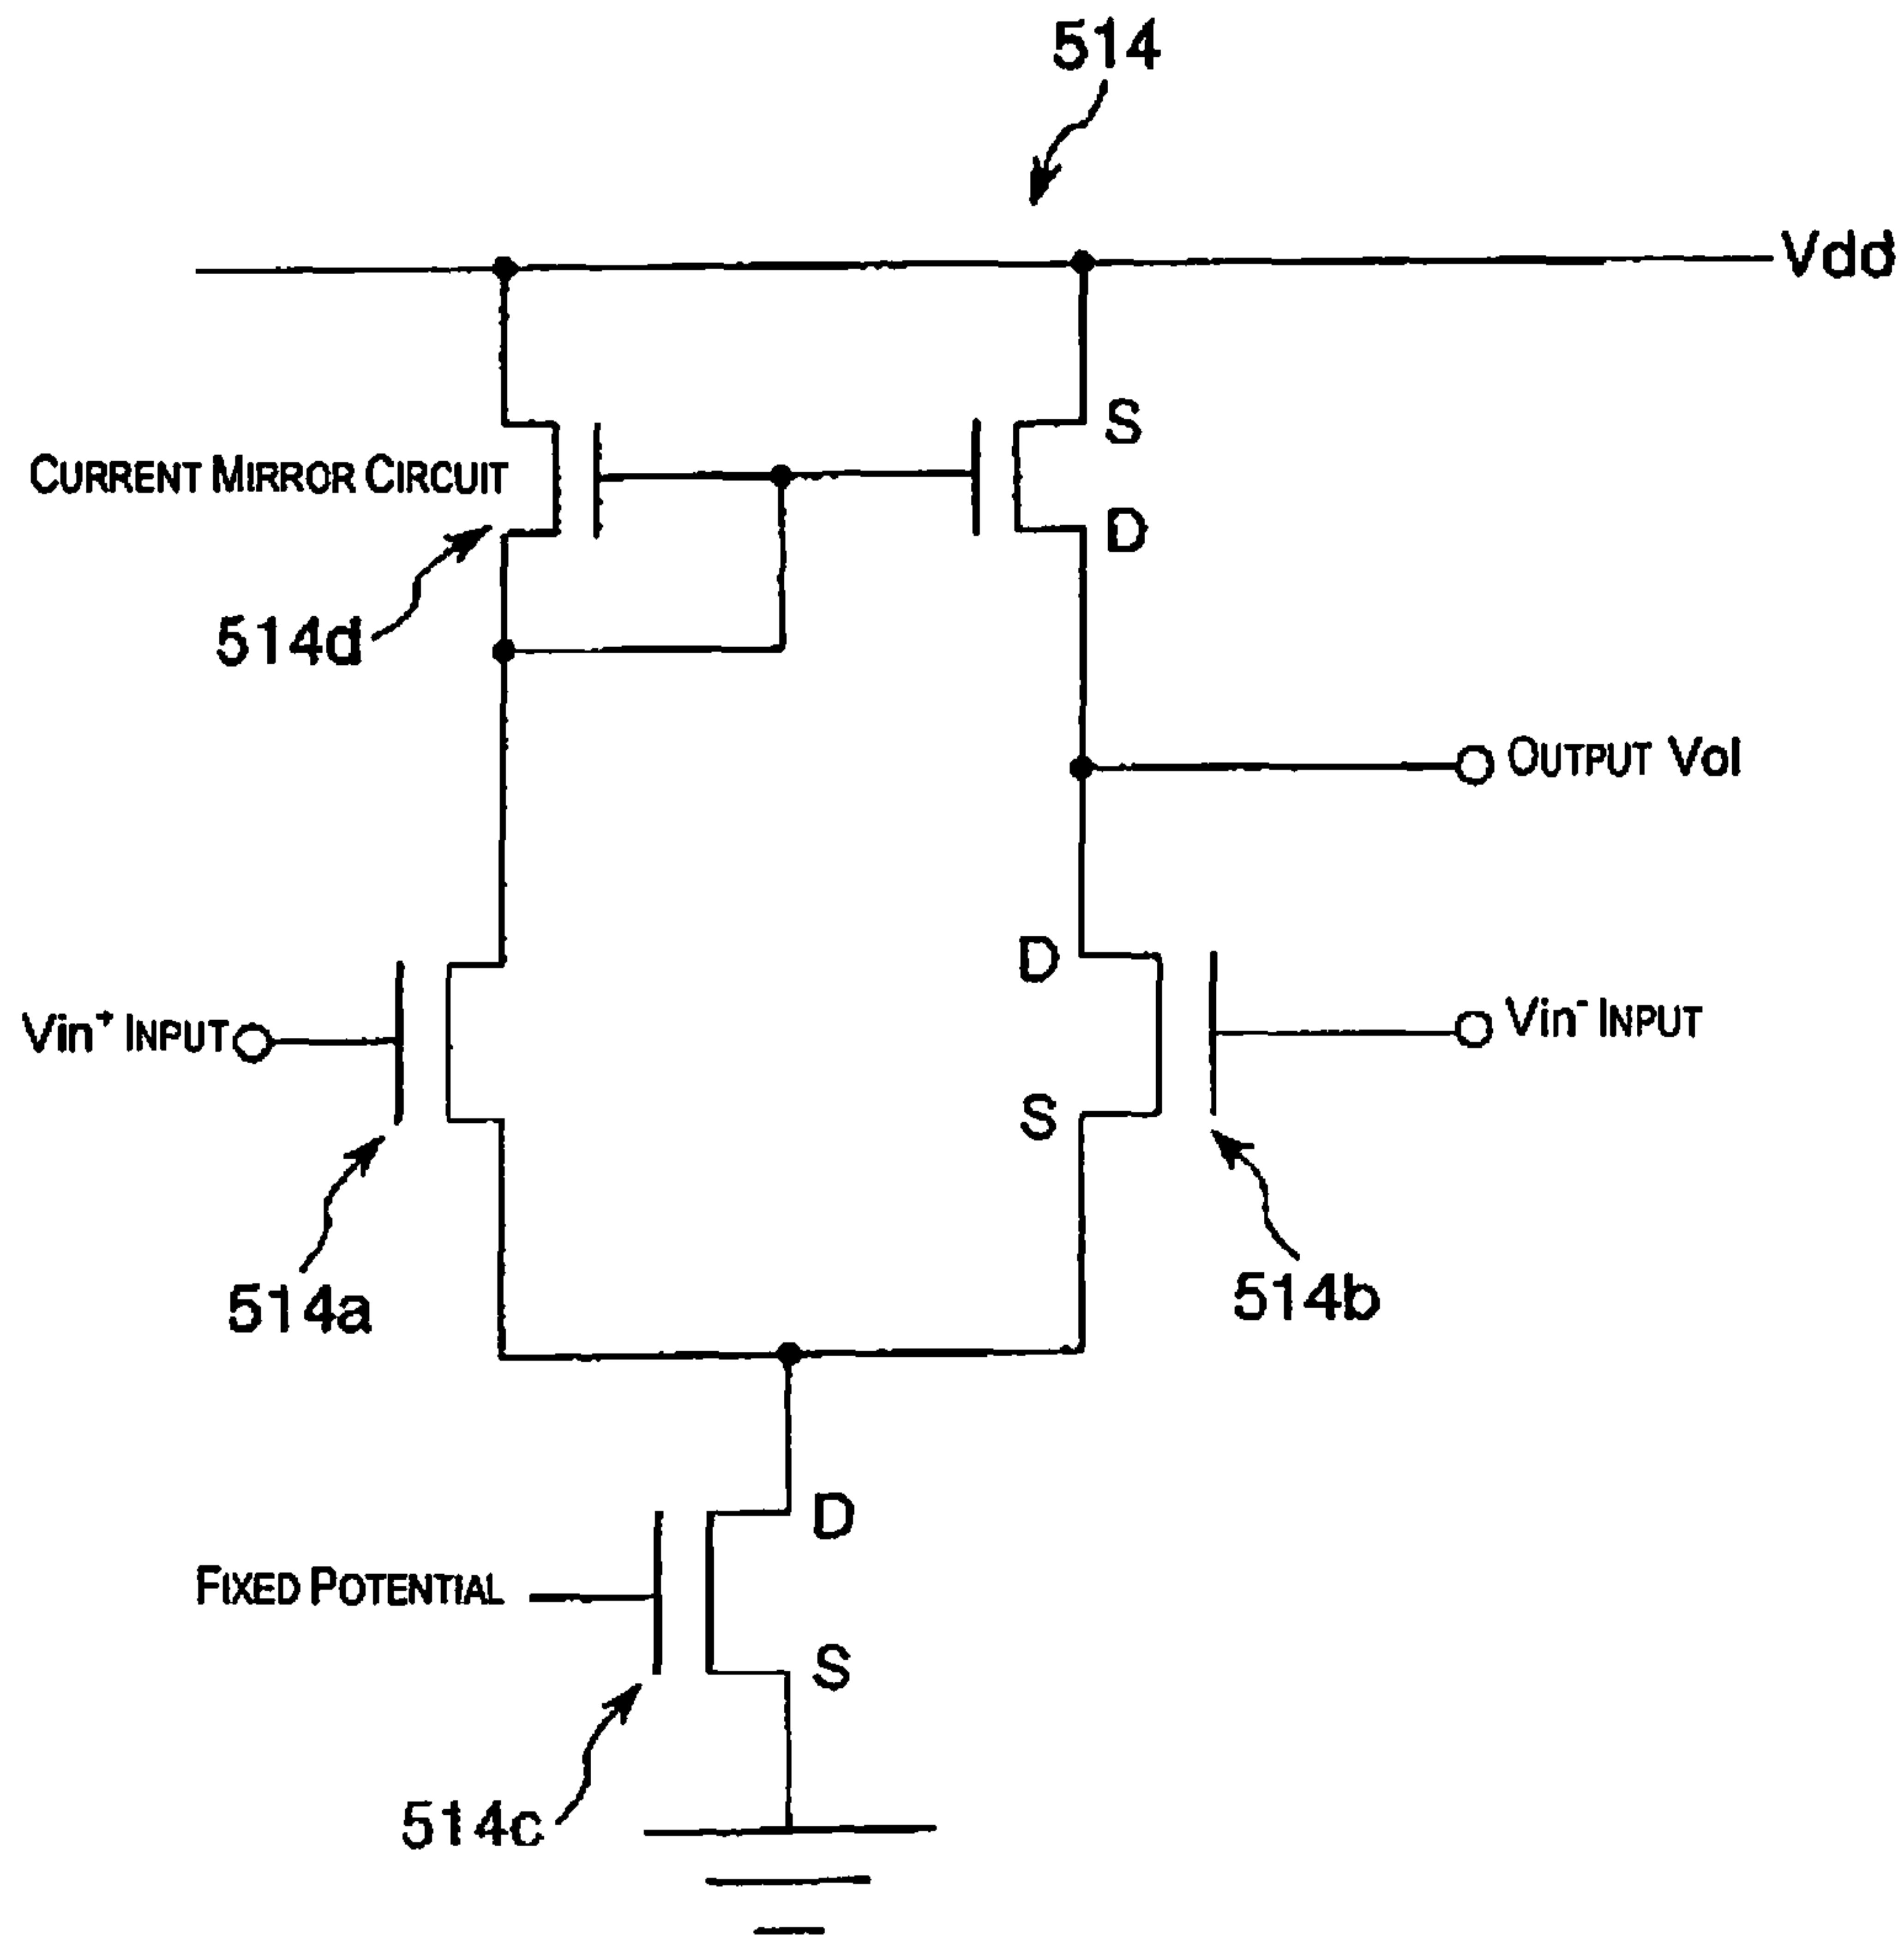 514
Vdd
S
CURRENT MIRROR CIRCUIT
D
514d
OUTPUT Vol
D
Vin+ INPUT
Vin- INPUT
S
514a
514b
D
FIXED POTENTIAL
S
514c